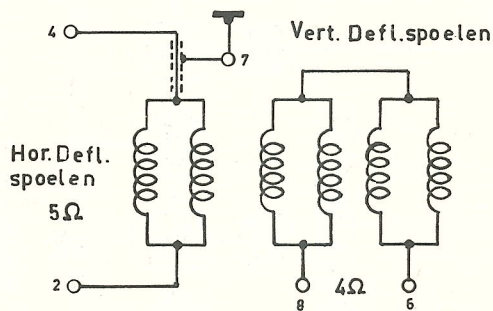 4
7
Vert. Defl.spoelen
Hor. Defl.
spoelen
5Ω
2
8
4Ω
6